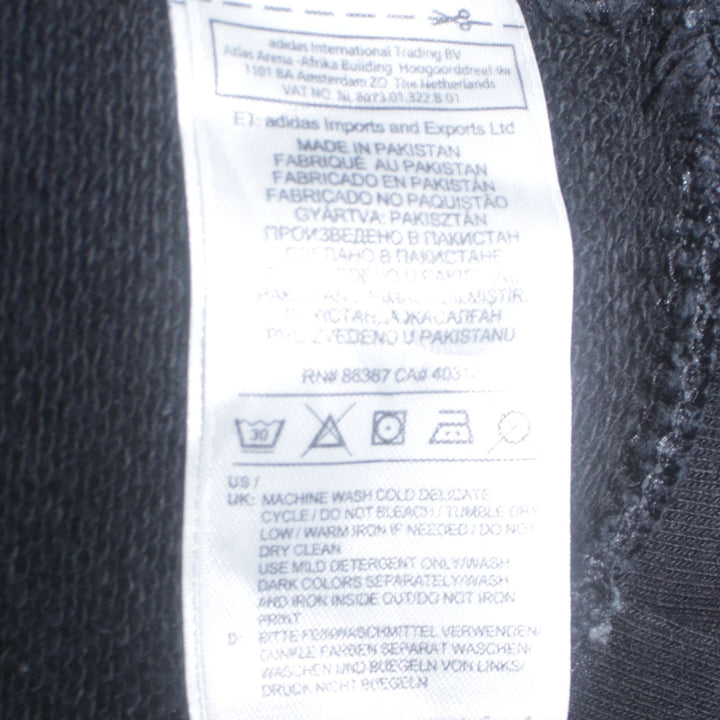 adidas International Trading BV
Atlas Arena -Afrika Building Hoogoorddreef 9a
1101 BA Amsterdam ZO The Netherlands
VAT NO. NL 8073.01.322.B.01
adidas Imports and Exports Ltd
MADE IN PAKISTAN
FABRIQUÉ AU PAKISTAN
FABRICADO EN PAKISTÁN
FABRICADO NO PAQUISTÃO
GYÁRTVA: PAKISZTÁN
ПРОИЗВЕДЕНО В ПАКИСТАН
СДЕЛАНО В ПАКИСТАНЕ
U PAKISTANU
RN# 88387 CA#
30
US /
UK: MACHINE WASH COLD DELICATE
CYCLE / DO NOT BLEACH / TUMBLE DRY
LOW / WARM IRON IF NEEDED / DO NOT
DRY CLEAN
USE MILD DETERGENT ONLY/WASH
DARK COLORS SEPARATELY/WASH
AND IRON INSIDE OUT/DO NOT IRON
PRINT
D: BITTE FEINWASCHMITTEL VERWENDEN/
DUNKLE FARBEN SEPARAT WASCHEN/
WASCHEN UND BUEGELN VON LINKS/
DRUCK NICHT BUEGELN